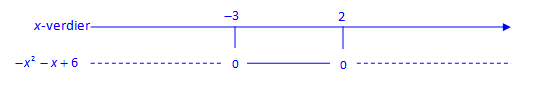 −3 2
x-verdier
−x² − x + 6 0 0